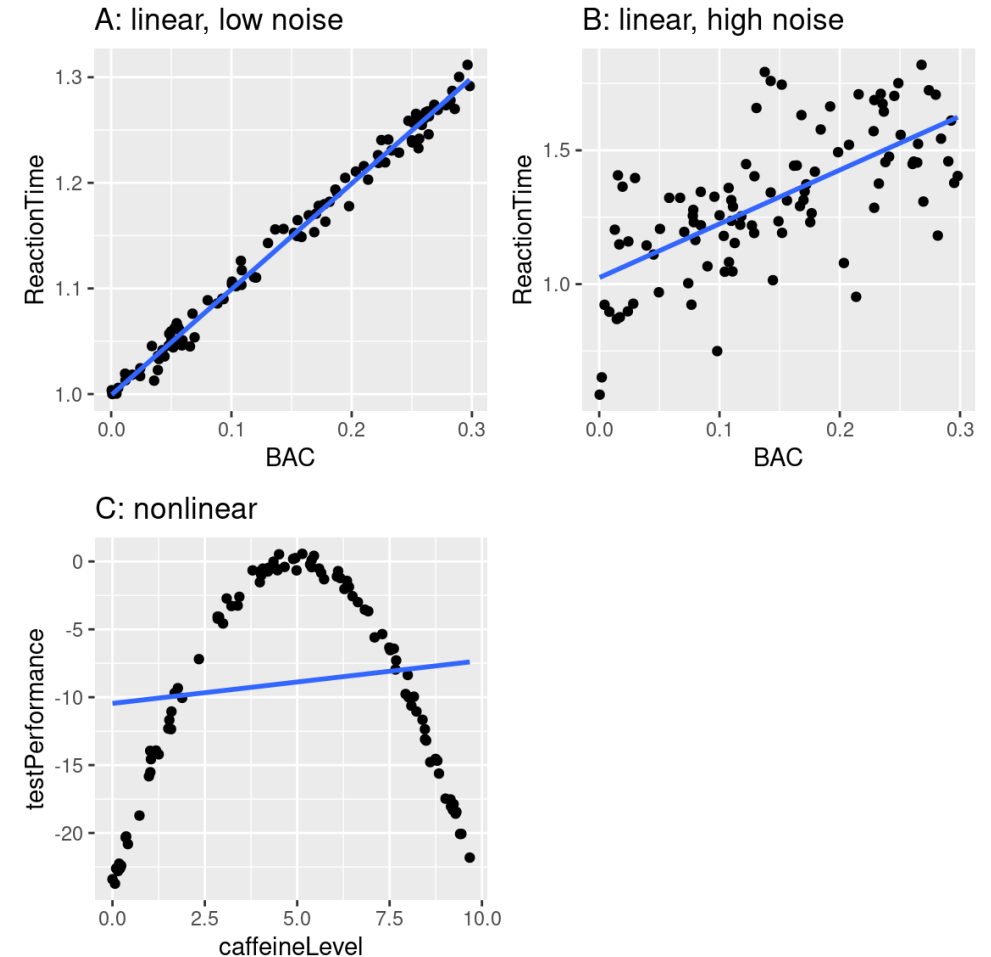 A: linear, low noise
ReactionTime
1.3
1.2
1.1
1.0
0.0 0.1 0.2 0.3
BAC
B: linear, high noise
ReactionTime
1.5
1.0
0.0 0.1 0.2 0.3
BAC
C: nonlinear
testPerformance
0
-5
-10
-15
-20
0.0 2.5 5.0 7.5 10.0
caffeineLevel